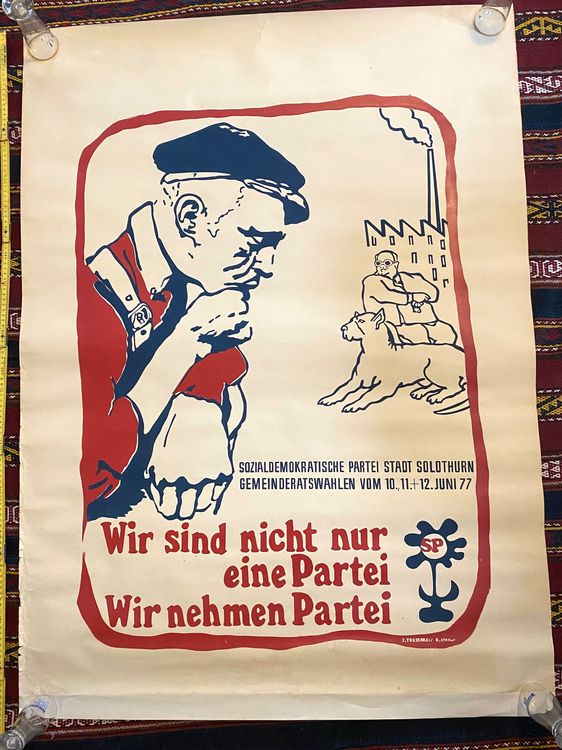 SOZIALDEMOKRATISCHE PARTEI STADT SOLOTHURN
GEMEINDERATSWAHLEN VOM 10., 11.+12. JUNI 77
Wir sind nicht nur
eine Partei
Wir nehmen Partei
SP